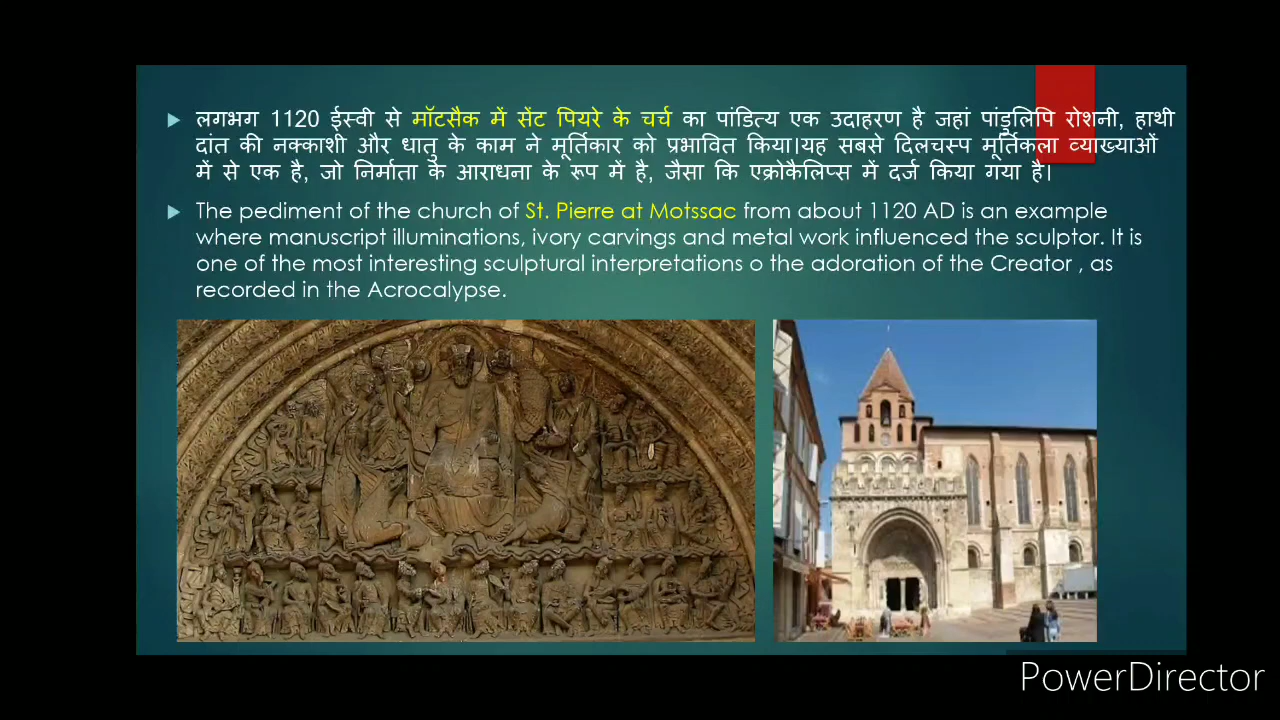 लगभग 1120 ईस्वी से मॉटसैक में सेंट पियरे के चर्च का पांडित्य एक उदाहरण है जहां पांडुलिपि रोशनी, हाथी
दांत की नक्काशी और धातु के काम ने मूर्तिकार को प्रभावित किया।यह सबसे दिलचस्प मूर्तिकला व्याख्याओं
में से एक है, जो निर्माता के आराधना के रूप में है, जैसा कि एक्रोकैलिप्स में दर्ज किया गया है।
The pediment of the church of St. Pierre at Motssac from about 1120 AD is an example
where manuscript illuminations, ivory carvings and metal work influenced the sculptor. It is
one of the most interesting sculptural interpretations o the adoration of the Creator , as
recorded in the Acrocalypse.
PowerDirector